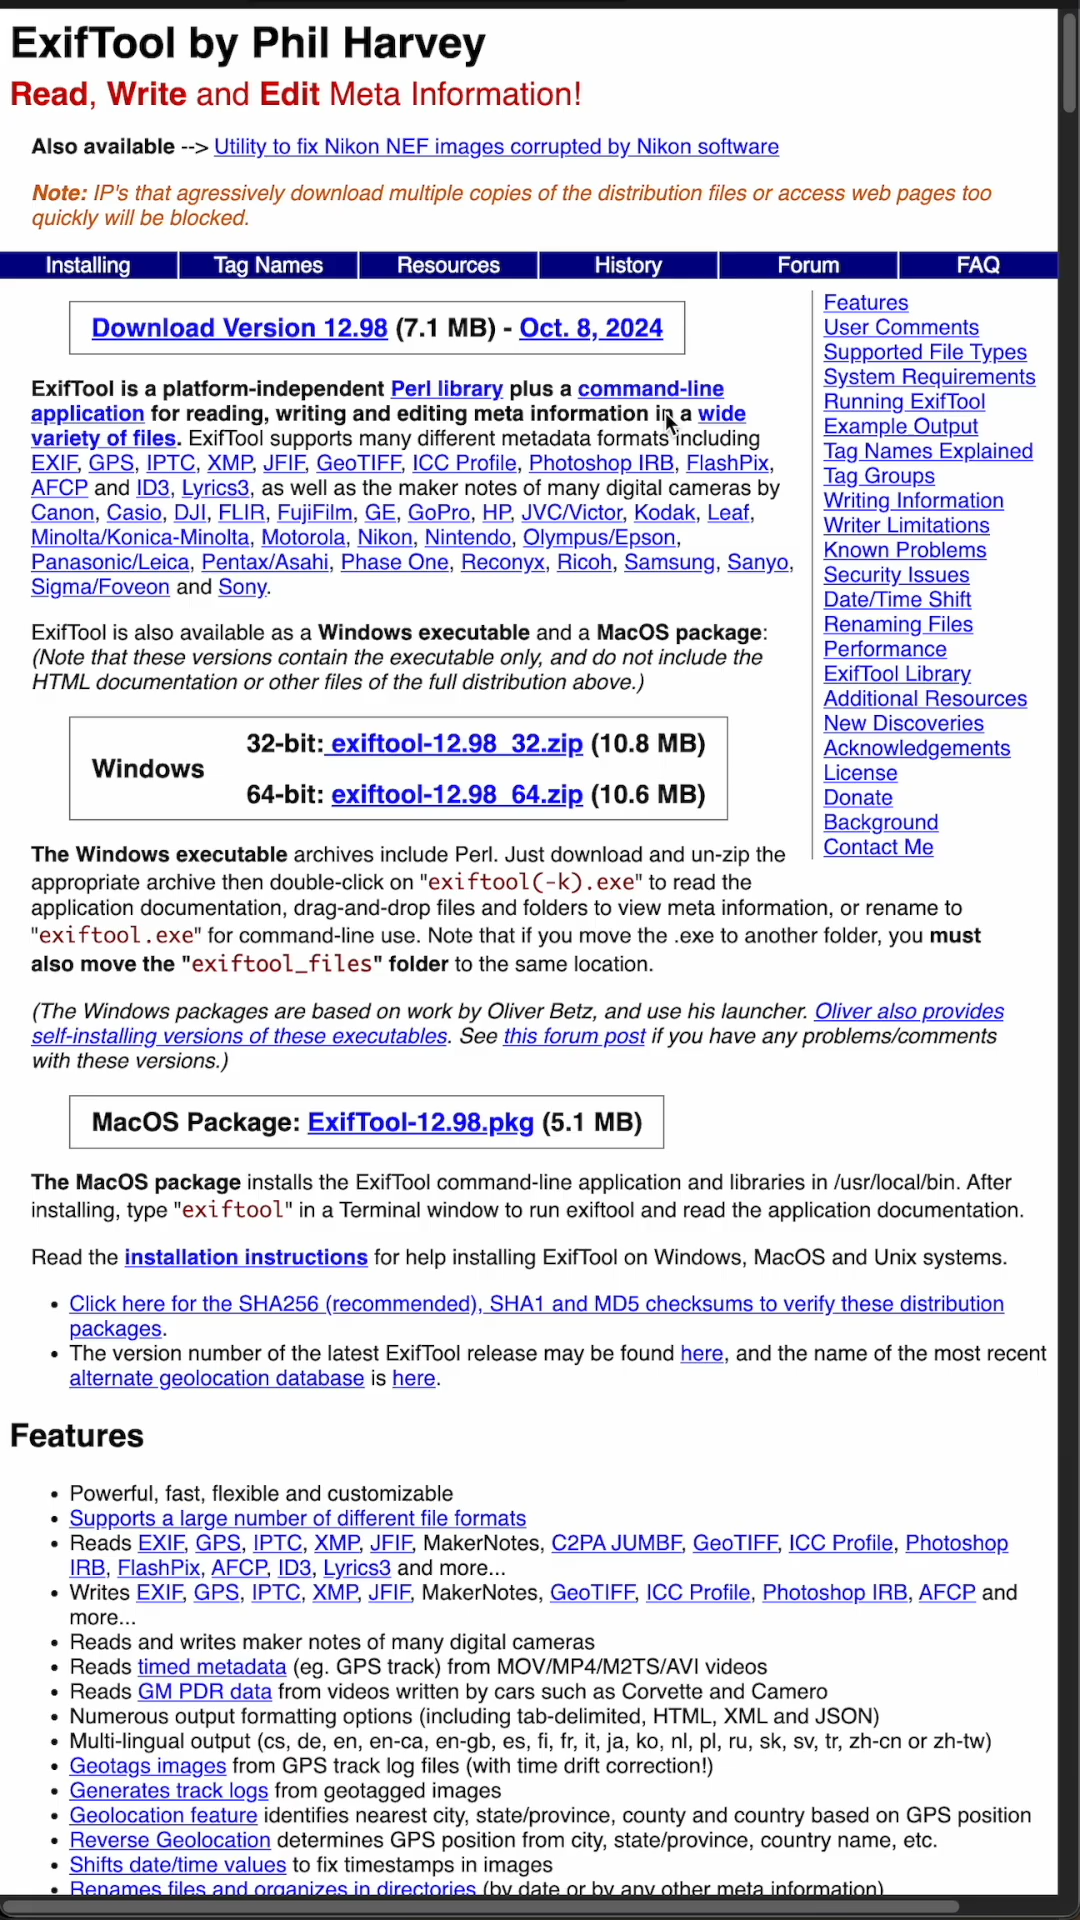 ExifTool by Phil Harvey
Read, Write and Edit Meta Information!
Also available --> Utility to fix Nikon NEF images corrupted by Nikon software
Note: IP's that agressively download multiple copies of the distribution files or access web pages too
quickly will be blocked.
Installing Tag Names Resources History Forum FAQ
Download Version 12.98 (7.1 MB) - Oct. 8, 2024
ExifTool is a platform-independent Perl library plus a command-line
application for reading, writing and editing meta information in a wide
variety of files. ExifTool supports many different metadata formats including
EXIF, GPS, IPTC, XMP, JFIF, GeoTIFF, ICC Profile, Photoshop IRB, FlashPix,
AFCP and ID3, Lyrics3, as well as the maker notes of many digital cameras by
Canon, Casio, DJI, FLIR, FujiFilm, GE, GoPro, HP, JVC/Victor, Kodak, Leaf,
Minolta/Konica-Minolta, Motorola, Nikon, Nintendo, Olympus/Epson,
Panasonic/Leica, Pentax/Asahi, Phase One, Reconyx, Ricoh, Samsung, Sanyo,
Sigma/Foveon and Sony.
ExifTool is also available as a Windows executable and a MacOS package:
(Note that these versions contain the executable only, and do not include the
HTML documentation or other files of the full distribution above.)
Windows
32-bit: exiftool-12.98_32.zip (10.8 MB)
64-bit: exiftool-12.98_64.zip (10.6 MB)
Features
User Comments
Supported File Types
System Requirements
Running ExifTool
Example Output
Tag Names Explained
Tag Groups
Writing Information
Writer Limitations
Known Problems
Security Issues
Date/Time Shift
Renaming Files
Performance
ExifTool Library
Additional Resources
New Discoveries
Acknowledgements
License
Donate
Background
Contact Me
The Windows executable archives include Perl. Just download and un-zip the
appropriate archive then double-click on "exiftool(-k).exe" to read the
application documentation, drag-and-drop files and folders to view meta information, or rename to
"exiftool.exe" for command-line use. Note that if you move the .exe to another folder, you must
also move the "exiftool_files" folder to the same location.
(The Windows packages are based on work by Oliver Betz, and use his launcher. Oliver also provides
self-installing versions of these executables. See this forum post if you have any problems/comments
with these versions.)
MacOS Package: ExifTool-12.98.pkg (5.1 MB)
The MacOS package installs the ExifTool command-line application and libraries in /usr/local/bin. After
installing, type "exiftool" in a Terminal window to run exiftool and read the application documentation.
Read the installation instructions for help installing ExifTool on Windows, MacOS and Unix systems.
• Click here for the SHA256 (recommended), SHA1 and MD5 checksums to verify these distribution
packages.
• The version number of the latest ExifTool release may be found here, and the name of the most recent
alternate geolocation database is here.
Features
• Powerful, fast, flexible and customizable
• Supports a large number of different file formats
• Reads EXIF, GPS, IPTC, XMP, JFIF, MakerNotes, C2PA JUMBF, GeoTIFF, ICC Profile, Photoshop
IRB, FlashPix, AFCP, ID3, Lyrics3 and more...
• Writes EXIF, GPS, IPTC, XMP, JFIF, MakerNotes, GeoTIFF, ICC Profile, Photoshop IRB, AFCP and
more...
• Reads and writes maker notes of many digital cameras
• Reads timed metadata (eg. GPS track) from MOV/MP4/M2TS/AVI videos
• Reads GM PDR data from videos written by cars such as Corvette and Camero
• Numerous output formatting options (including tab-delimited, HTML, XML and JSON)
• Multi-lingual output (cs, de, en, en-ca, en-gb, es, fi, fr, it, ja, ko, nl, pl, ru, sk, sv, tr, zh-cn or zh-tw)
• Geotags images from GPS track log files (with time drift correction!)
• Generates track logs from geotagged images
• Geolocation feature identifies nearest city, state/province, county and country based on GPS position
• Reverse Geolocation determines GPS position from city, state/province, country name, etc.
• Shifts date/time values to fix timestamps in images
• Renames files and organizes in directories (by date or by any other meta information)